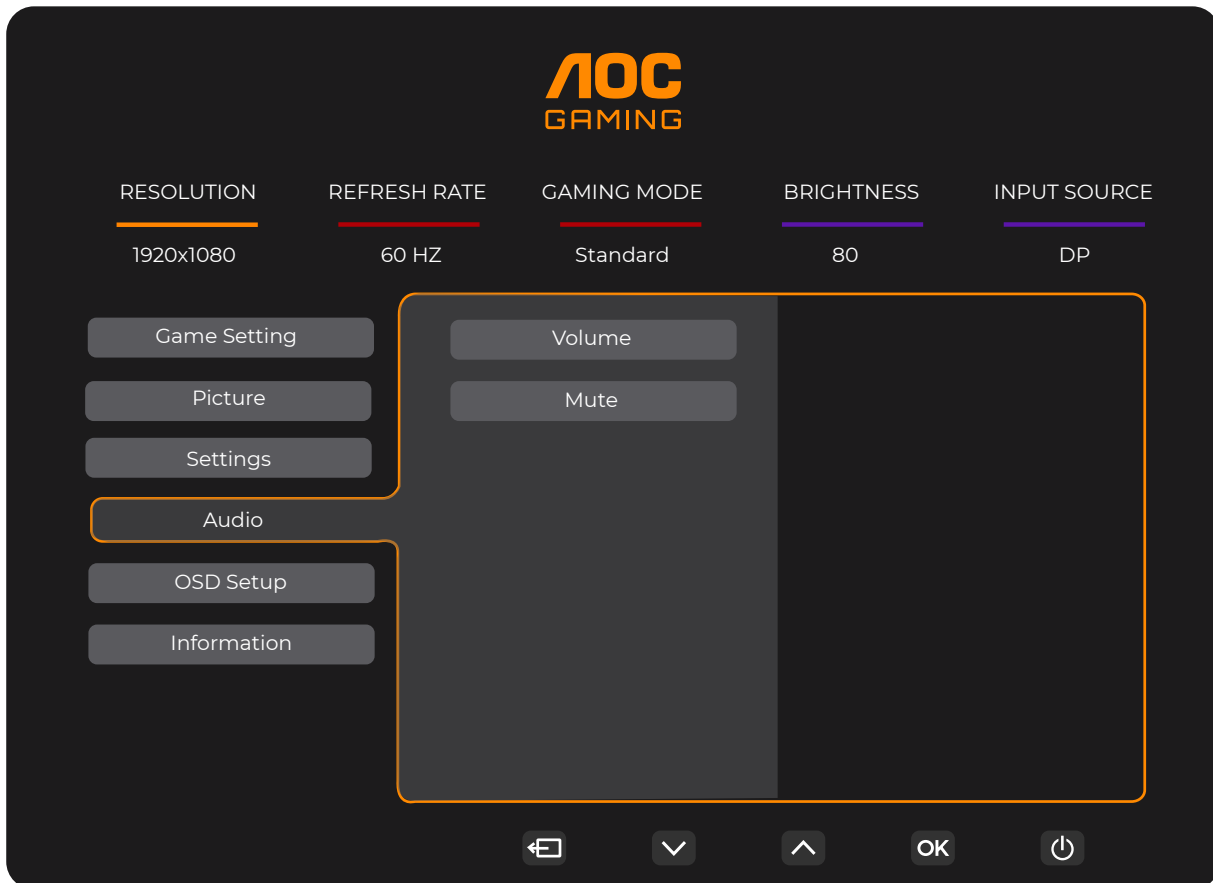 AOC
GAMING
RESOLUTION REFRESH RATE GAMING MODE BRIGHTNESS INPUT SOURCE
1920x1080 60 HZ Standard 80 DP
Game Setting
Volume
Picture
Mute
Settings
Audio
OSD Setup
Information
OK